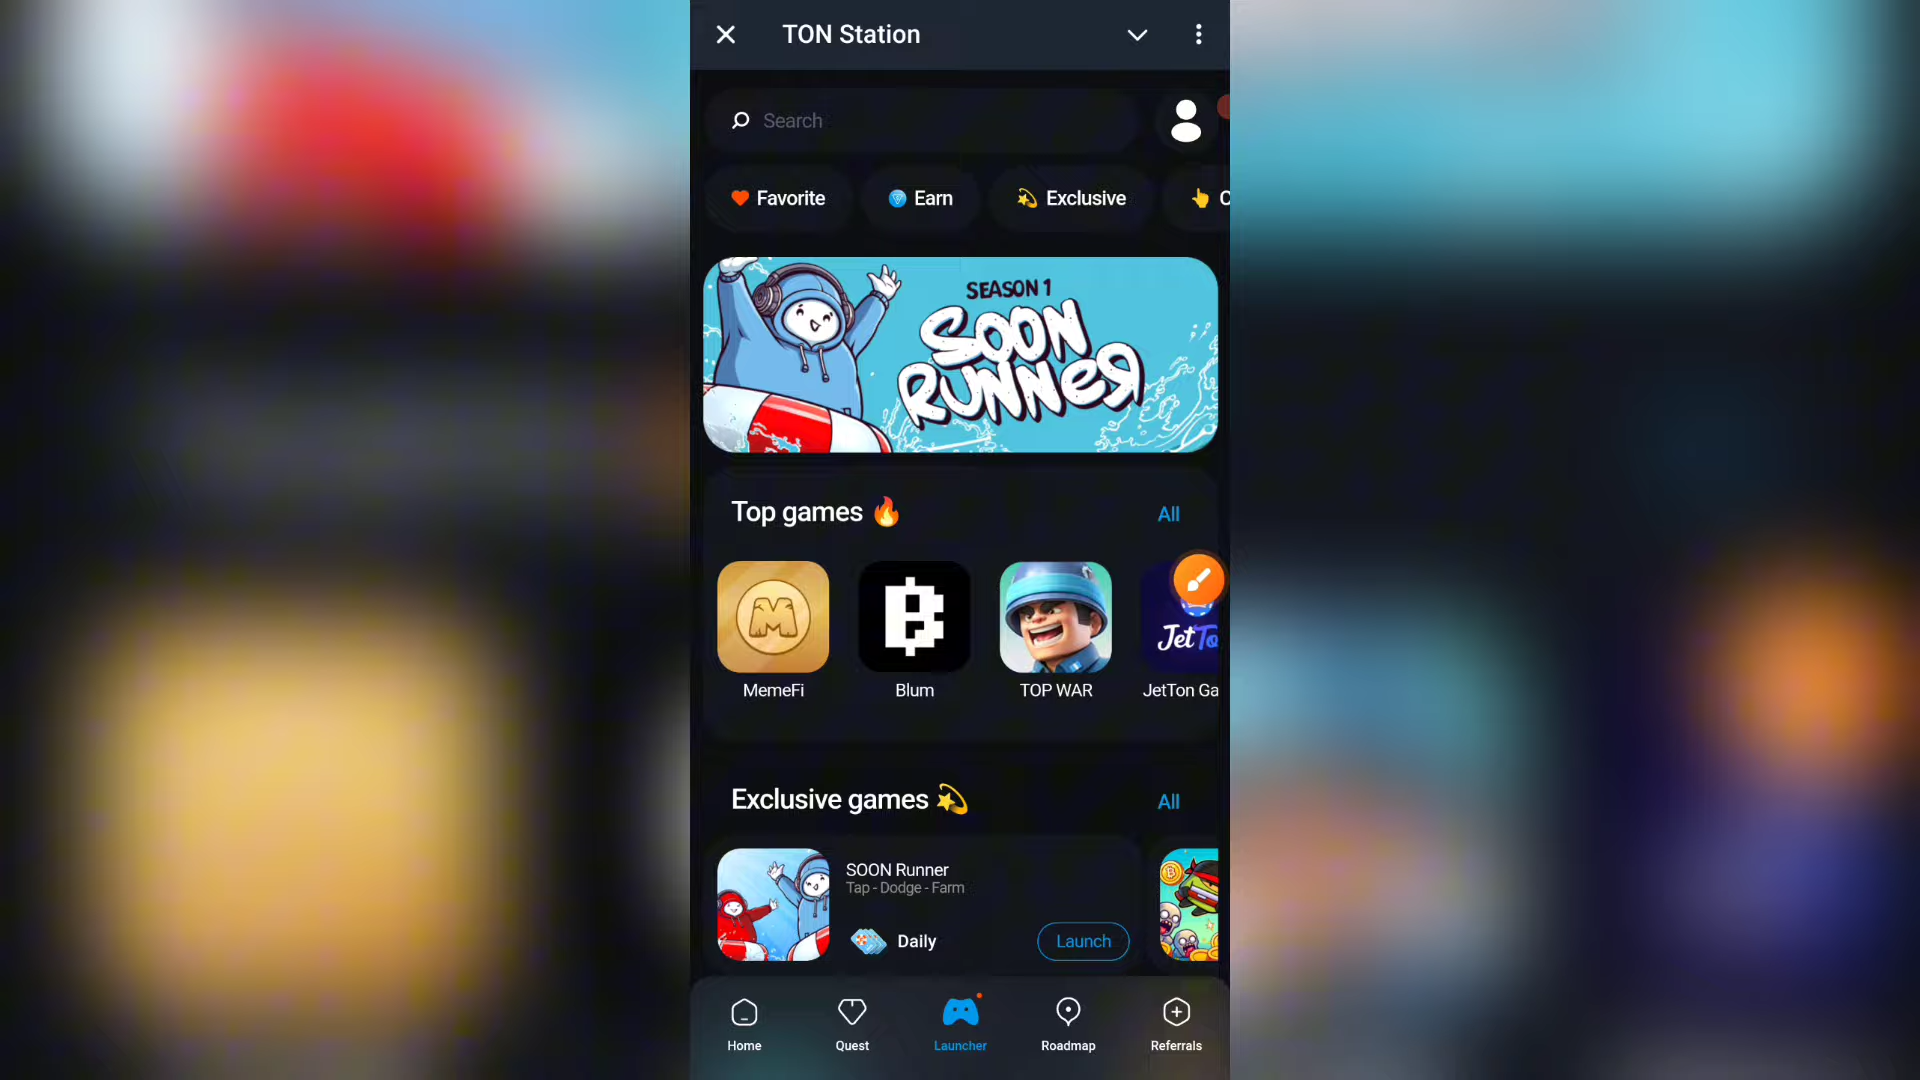 TON Station
Search
Favorite
Earn
Exclusive
SEASON 1
SOON
RUNNER
Top games
All
MemeFi
Blum
TOP WAR
JetTon Ga
Exclusive games
All
SOON Runner
Tap - Dodge - Farm
Daily
Launch
Home
Quest
Launcher
Roadmap
Referrals